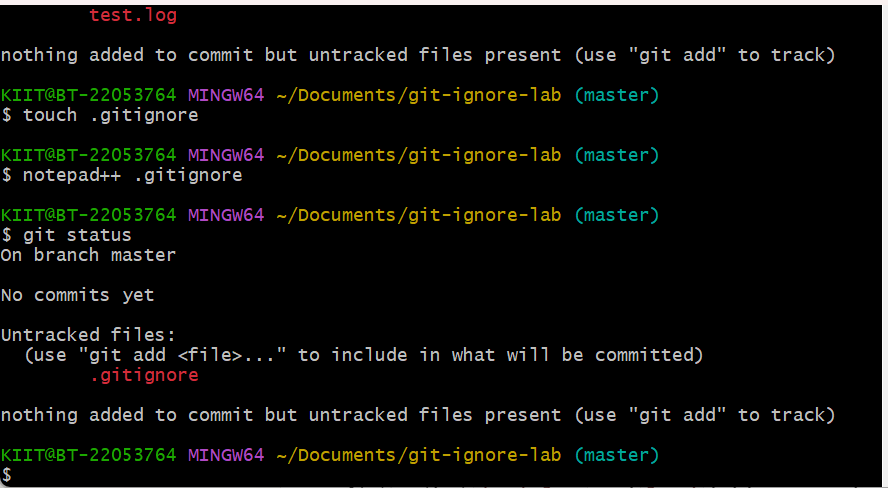 test.log
nothing added to commit but untracked files present (use "git add" to track)
KIIT@BT-22053764 MINGW64 ~/Documents/git-ignore-lab (master)
$ touch .gitignore
KIIT@BT-22053764 MINGW64 ~/Documents/git-ignore-lab (master)
$ notepad++ .gitignore
KIIT@BT-22053764 MINGW64 ~/Documents/git-ignore-lab (master)
$ git status
On branch master
No commits yet
Untracked files:
(use "git add <file>..." to include in what will be committed)
.gitignore
nothing added to commit but untracked files present (use "git add" to track)
KIIT@BT-22053764 MINGW64 ~/Documents/git-ignore-lab (master)
$